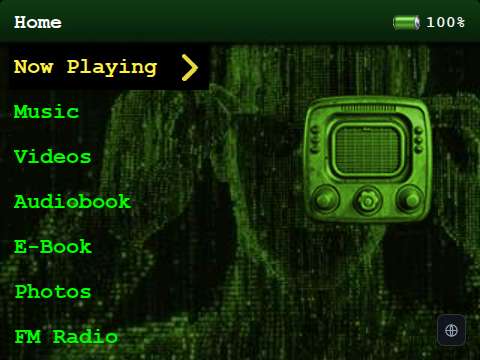 Home
100%
Now Playing
Music
Videos
Audiobook
E-Book
Photos
FM Radio